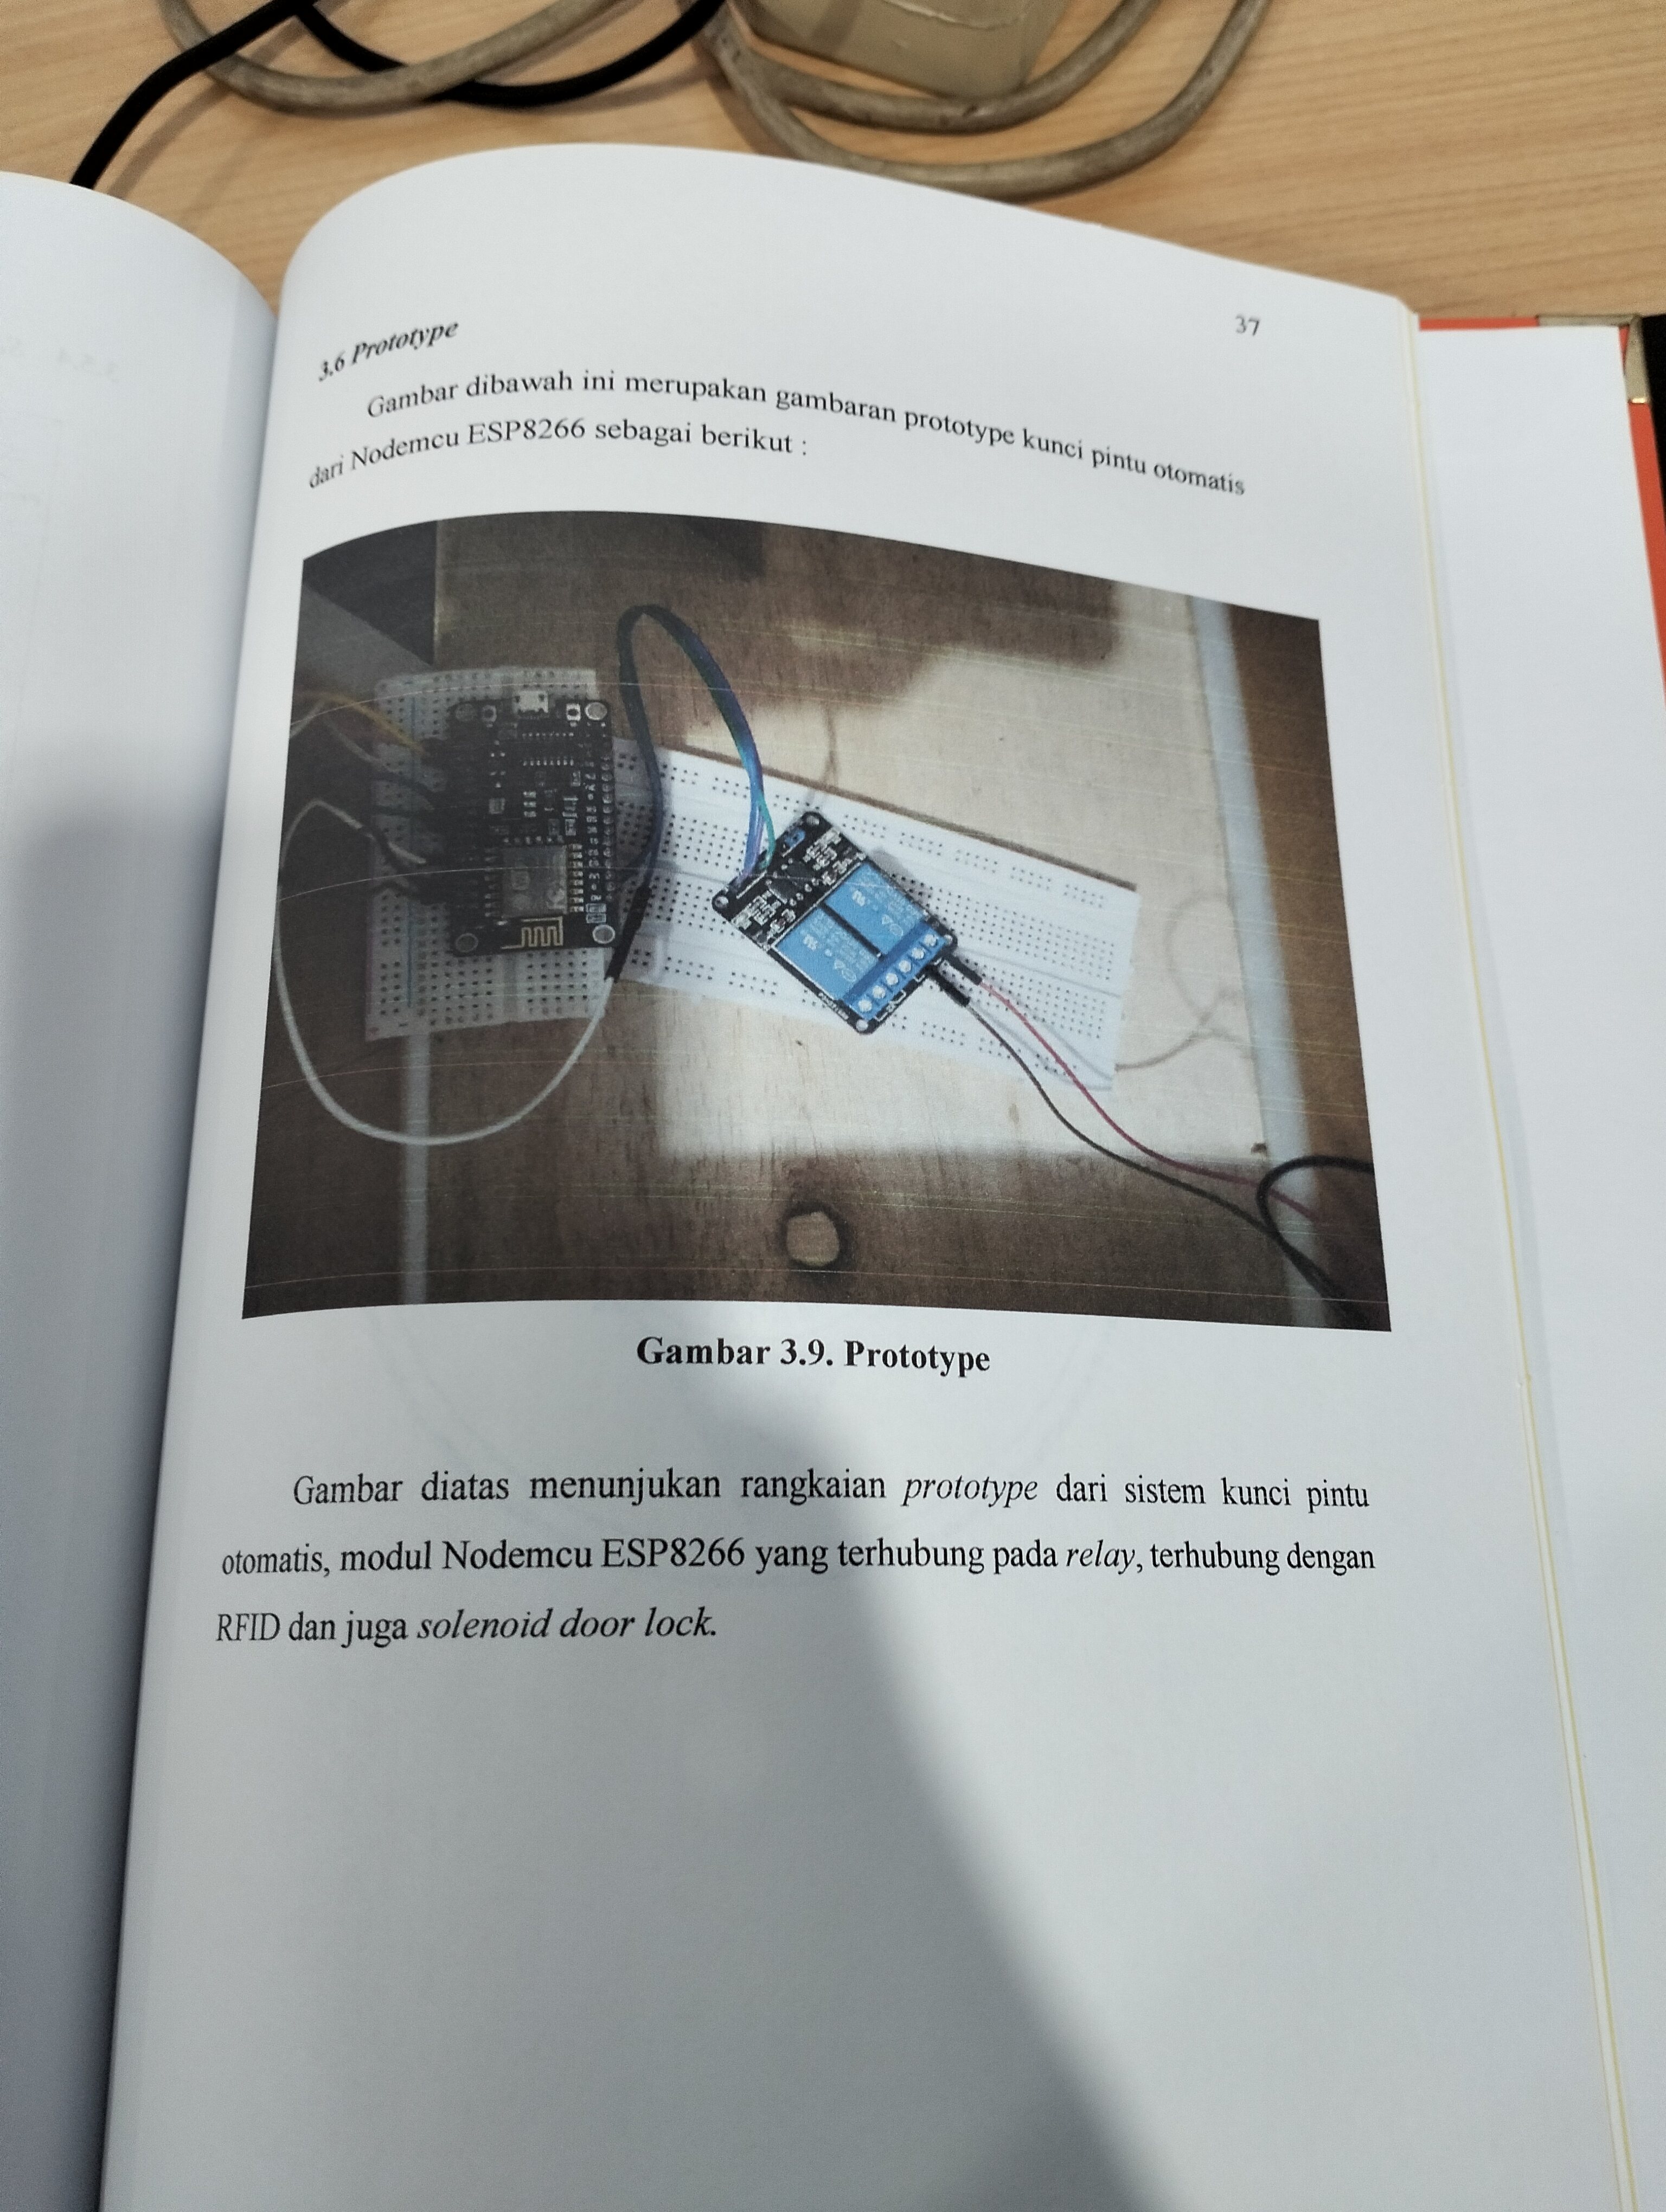 37
3.6 Prototype
Gambar dibawah ini merupakan gambaran prototype kunci pintu otomatis
dari Nodemcu ESP8266 sebagai berikut :
Gambar 3.9. Prototype
Gambar diatas menunjukan rangkaian prototype dari sistem kunci pintu
otomatis, modul Nodemcu ESP8266 yang terhubung pada relay, terhubung dengan
RFID dan juga solenoid door lock.